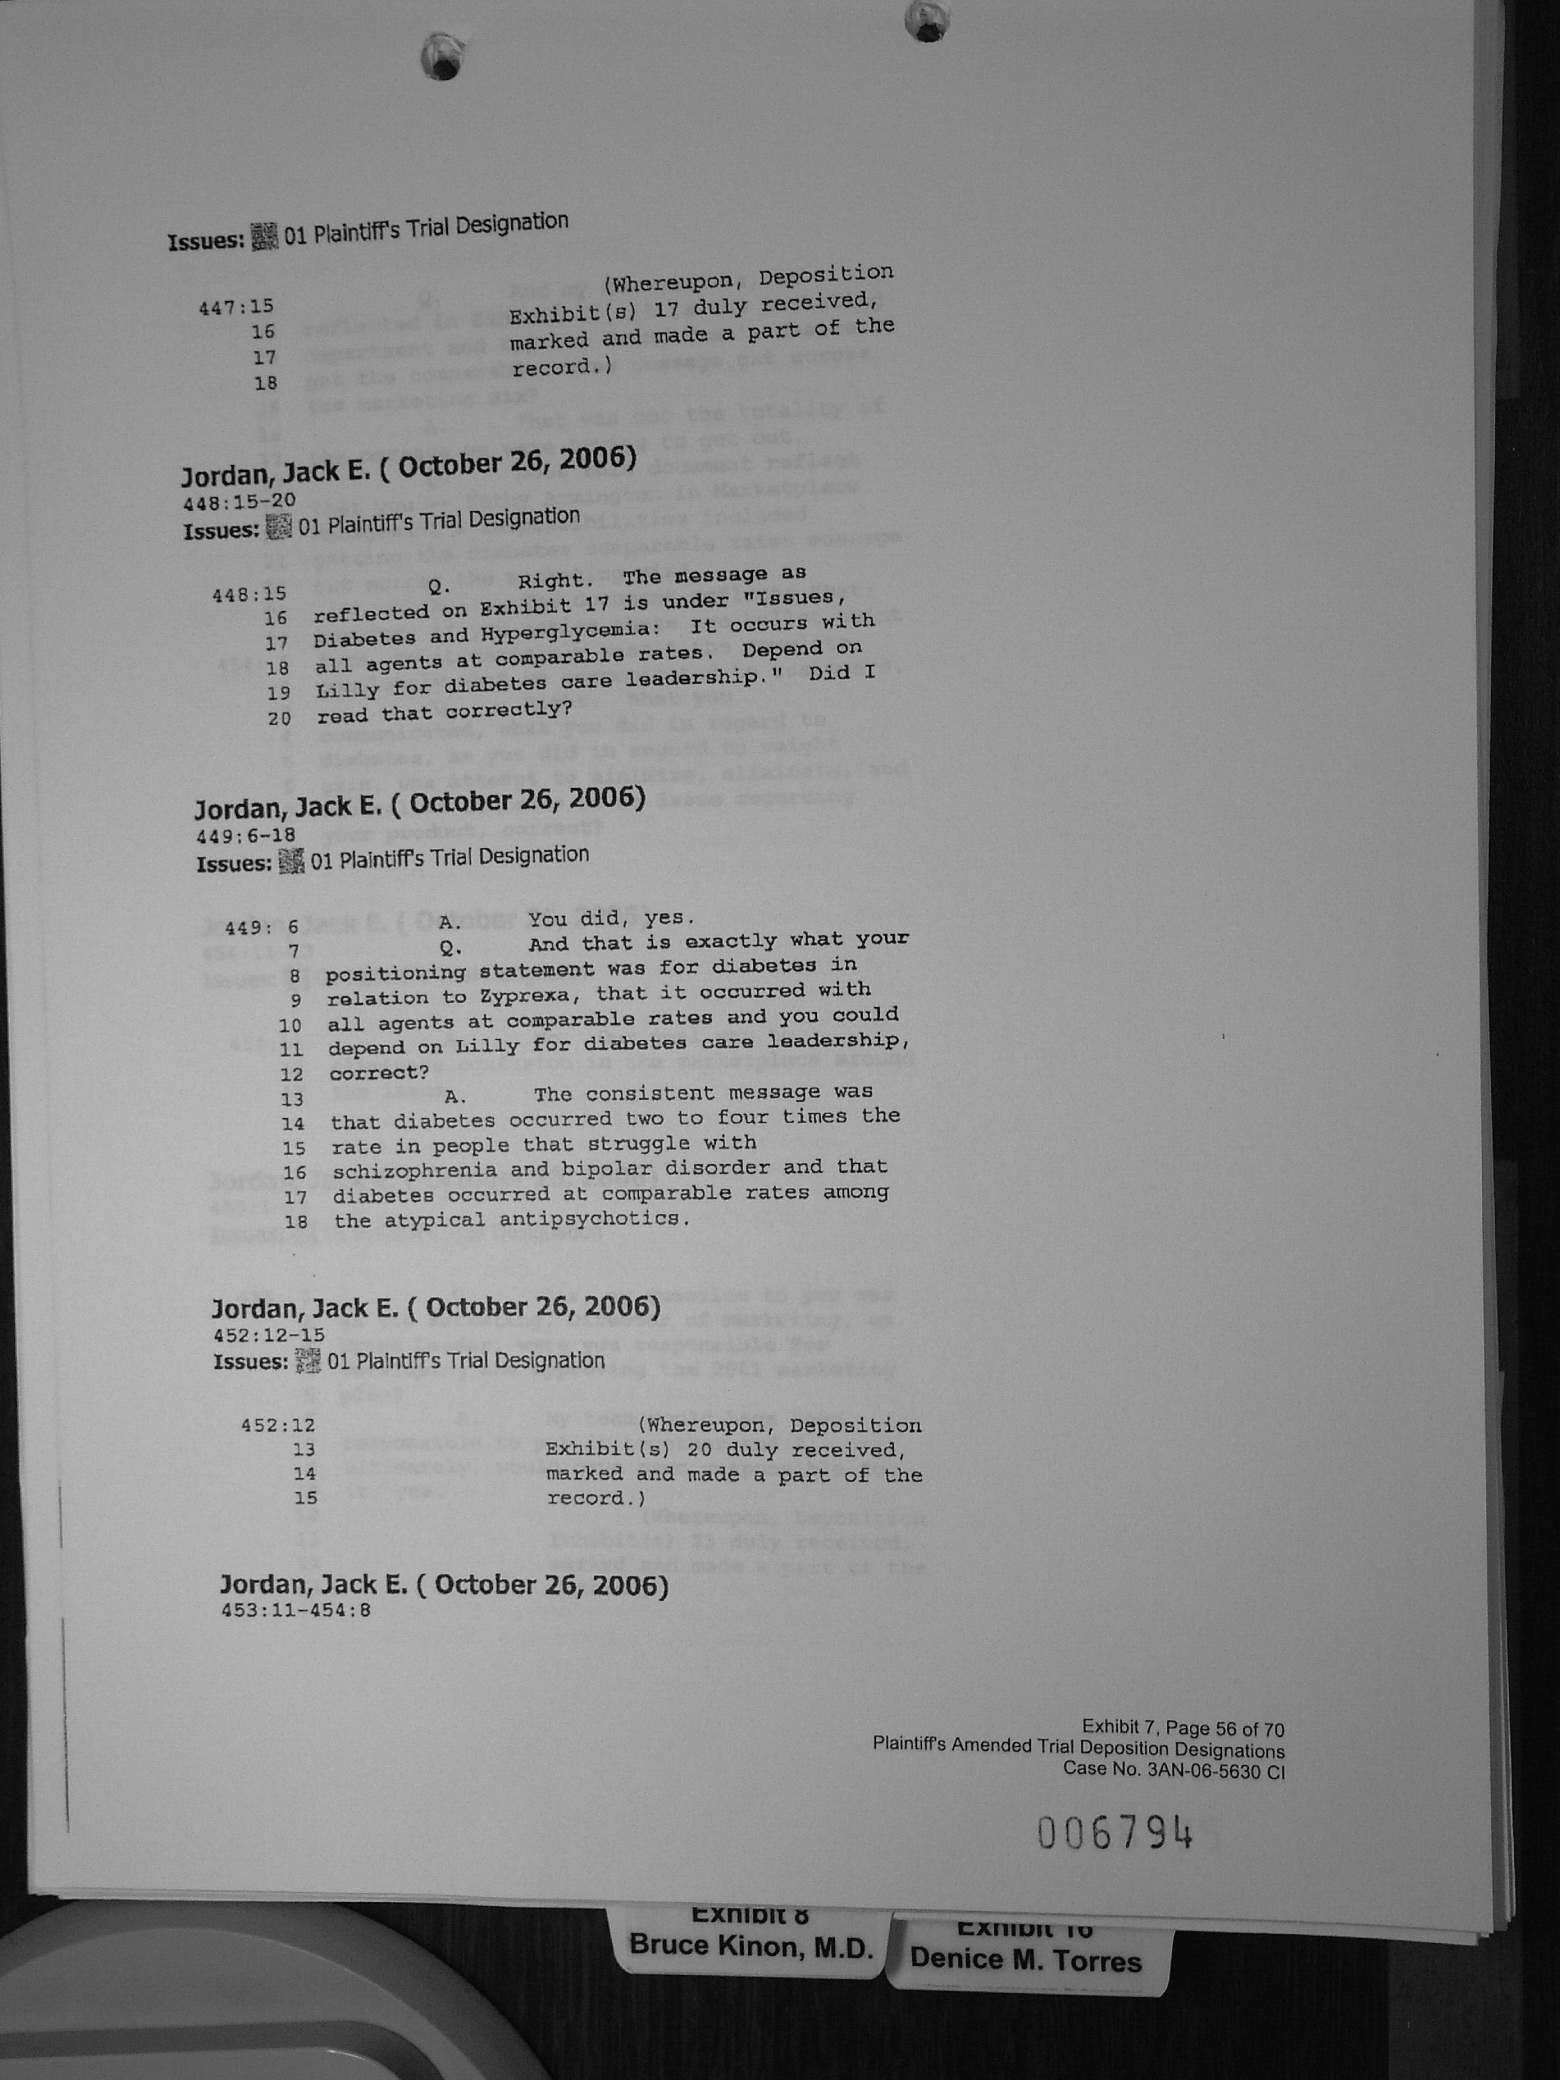 Issues: 01 Plaintiff's Trial Designation
447:15 (Whereupon, Deposition
16 Exhibit(s) 17 duly received,
17 marked and made a part of the
18 record.)
Jordan, Jack E. ( October 26, 2006)
448:15-20
Issues: 01 Plaintiff's Trial Designation
448:15 Q. Right. The message as
16 reflected on Exhibit 17 is under "Issues,
17 Diabetes and Hyperglycemia: It occurs with
18 all agents at comparable rates. Depend on
19 Lilly for diabetes care leadership." Did I
20 read that correctly?
Jordan, Jack E. ( October 26, 2006)
449:6-18
Issues: 01 Plaintiff's Trial Designation
449: 6 A. You did, yes.
7 Q. And that is exactly what your
8 positioning statement was for diabetes in
9 relation to Zyprexa, that it occurred with
10 all agents at comparable rates and you could
11 depend on Lilly for diabetes care leadership,
12 correct?
13 A. The consistent message was
14 that diabetes occurred two to four times the
15 rate in people that struggle with
16 schizophrenia and bipolar disorder and that
17 diabetes occurred at comparable rates among
18 the atypical antipsychotics.
Jordan, Jack E. ( October 26, 2006)
452:12-15
Issues: 01 Plaintiff's Trial Designation
452:12 (Whereupon, Deposition
13 Exhibit(s) 20 duly received,
14 marked and made a part of the
15 record.)
Jordan, Jack E. ( October 26, 2006)
453:11-454:8
Exhibit 7, Page 56 of 70
Plaintiff's Amended Trial Deposition Designations
Case No. 3AN-06-5630 CI
006794
Exhibit 8
Bruce Kinon, M.D.
Exhibit 16
Denice M. Torres